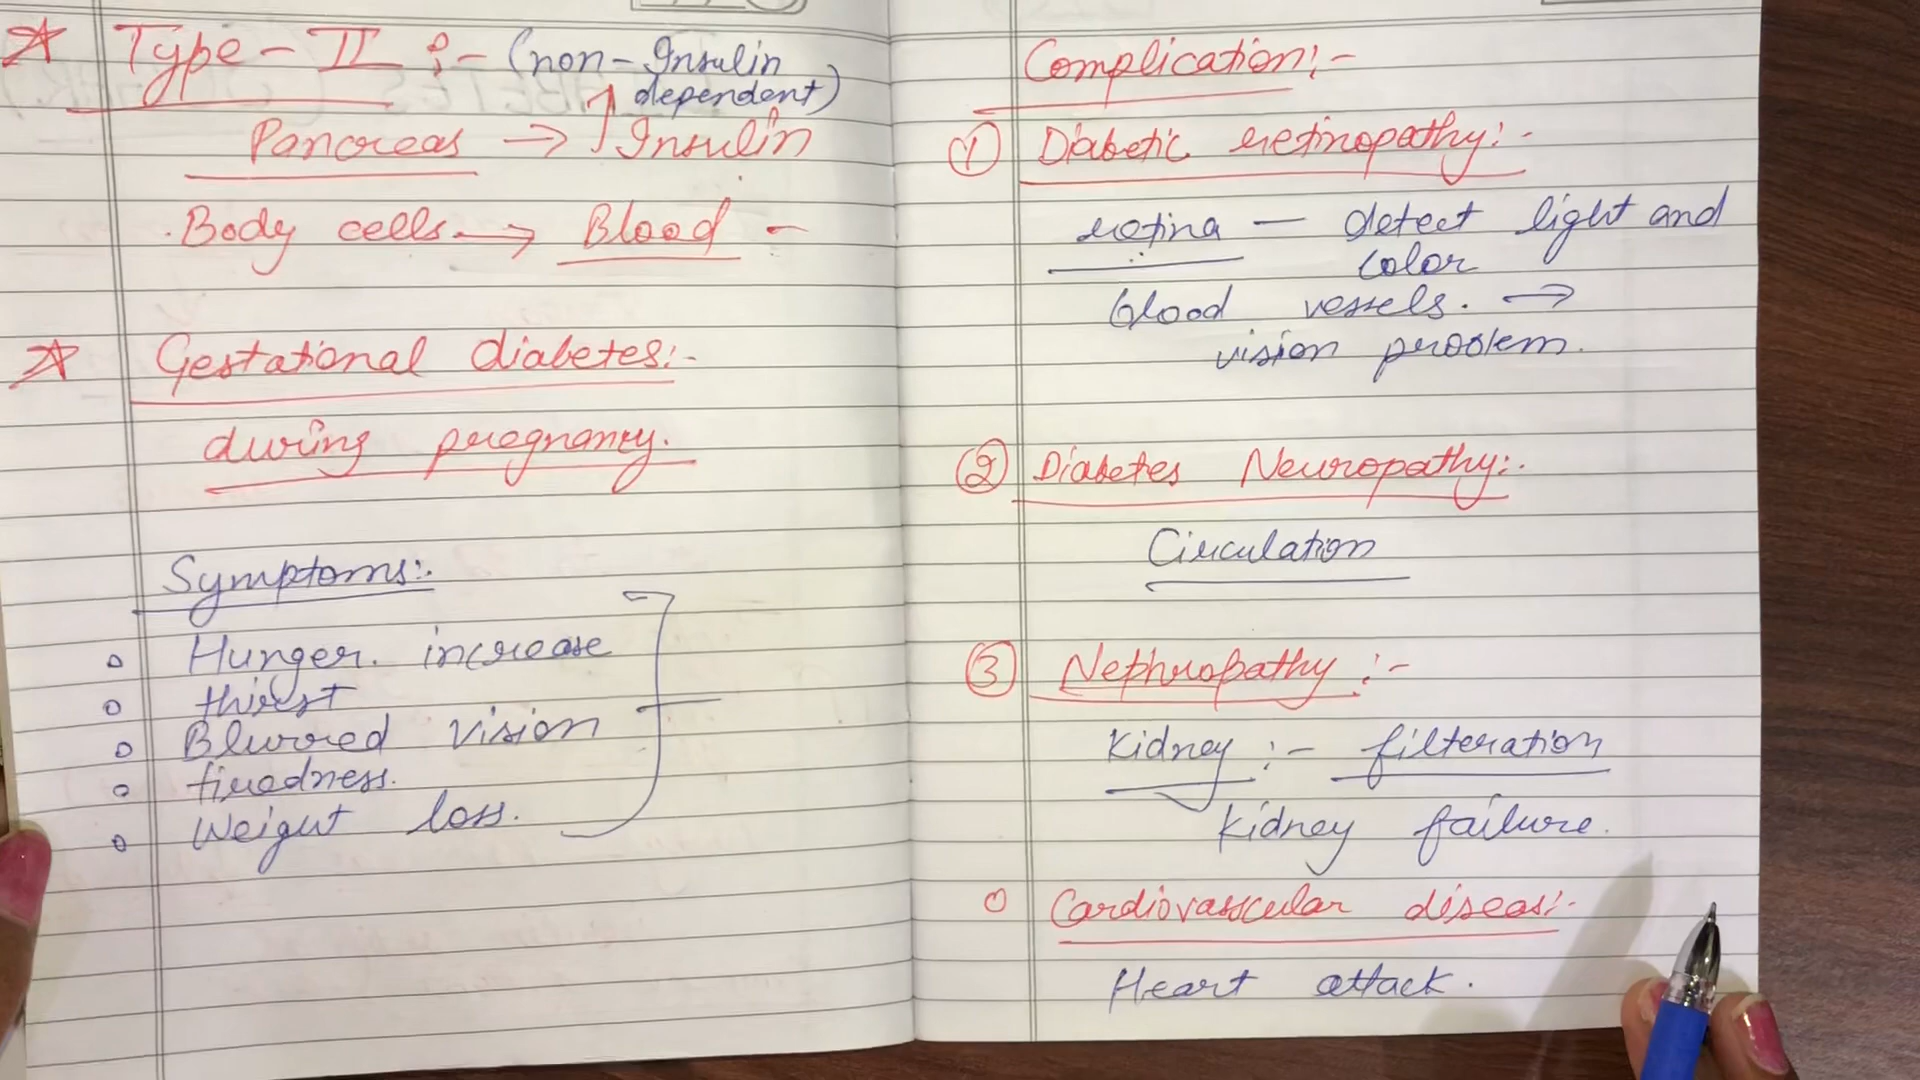 ☆ Type - II :- (non-Insulin
dependent)
Pancreas → ↑ Insulin
Body cells. → Blood -
☆ Gestational diabetes:-
during pregnancy.
Symptoms:-
Hunger. increase
thirst
Blurred vision
tiredness.
Weight loss.
Complication:-
① Diabetic retinopathy:-
retina — detect light and
color
blood vessels. →
vision problem.
② Diabetes Neuropathy:-
Circulation
③ Nephropathy :-
Kidney :- filteration
Kidney failure.
Cardiovascular diseas:-
Heart attack.